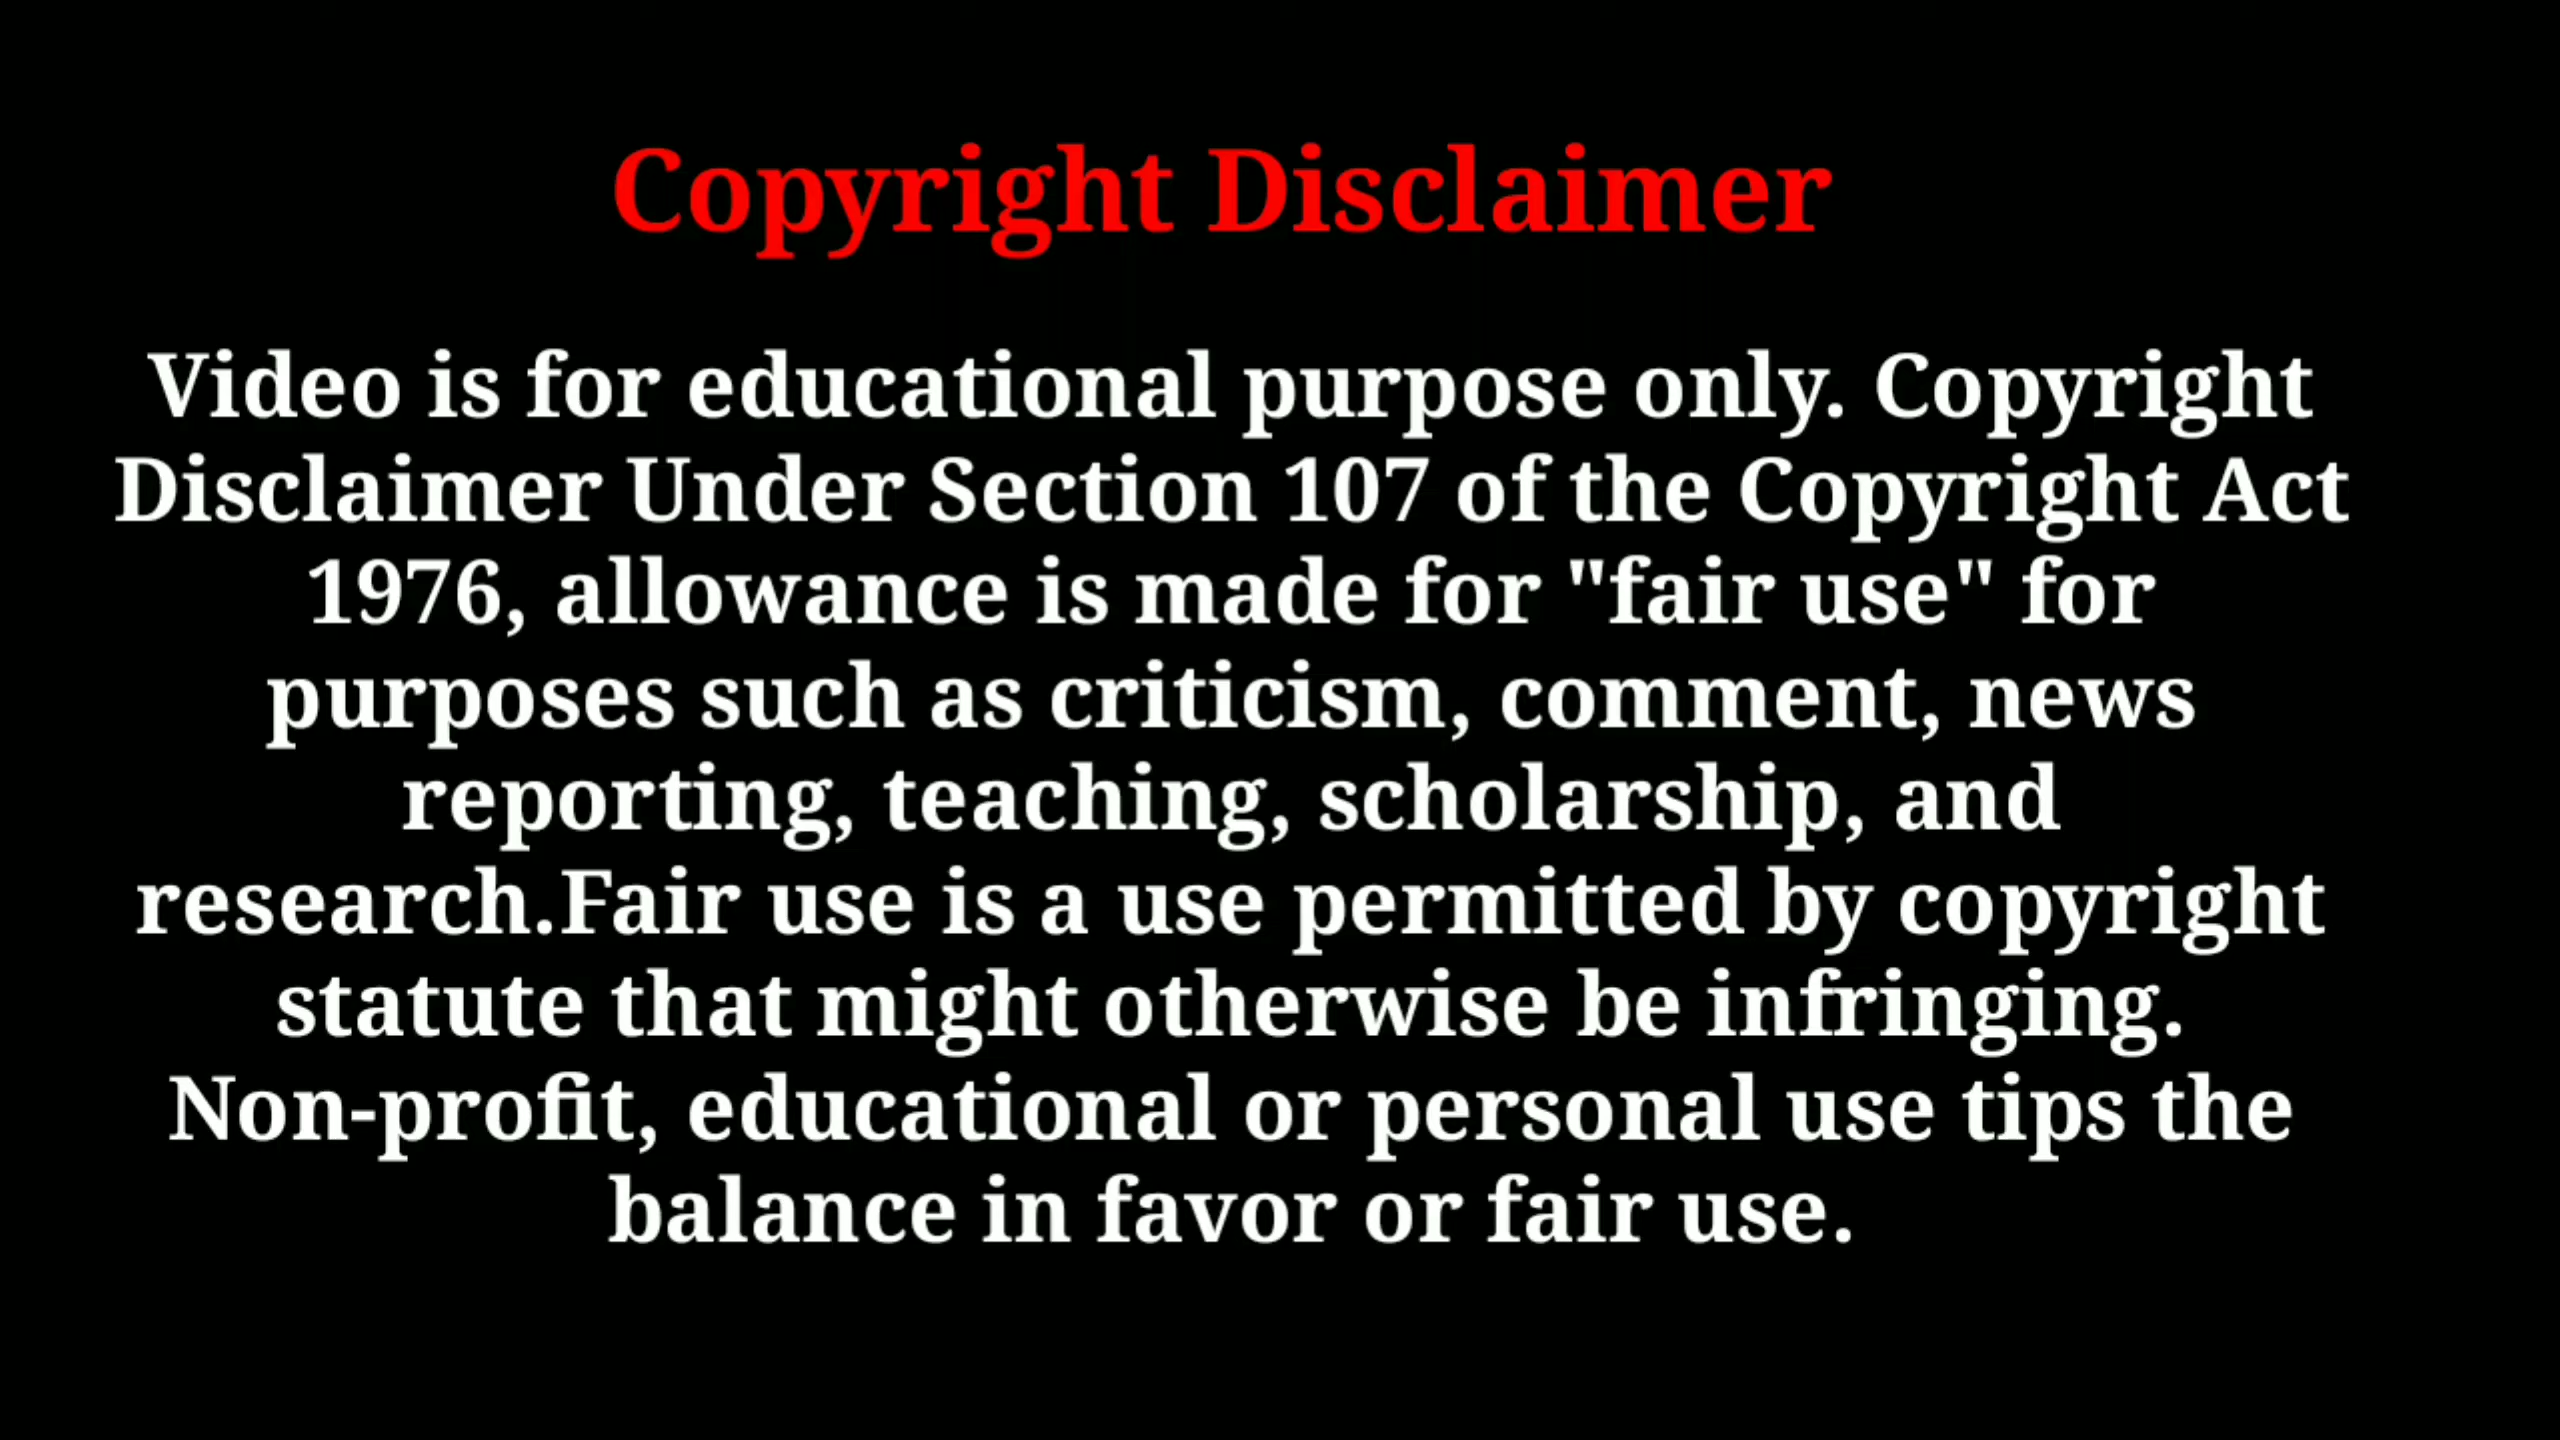 Copyright Disclaimer
Video is for educational purpose only. Copyright
Disclaimer Under Section 107 of the Copyright Act
1976, allowance is made for "fair use" for
purposes such as criticism, comment, news
reporting, teaching, scholarship, and
research.Fair use is a use permitted by copyright
statute that might otherwise be infringing.
Non-profit, educational or personal use tips the
balance in favor or fair use.